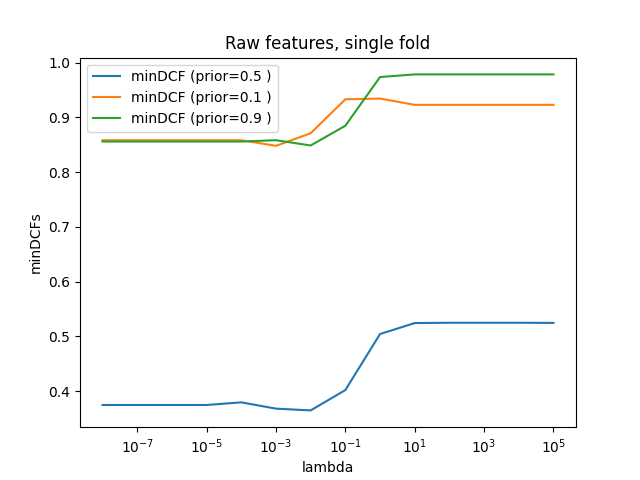 Raw features, single fold
minDCF (prior=0.5 )
minDCF (prior=0.1 )
minDCF (prior=0.9 )
1.0
0.9
0.8
0.7
0.6
0.5
0.4
minDCFs
10⁻⁷ 10⁻⁵ 10⁻³ 10⁻¹ 10¹ 10³ 10⁵
lambda